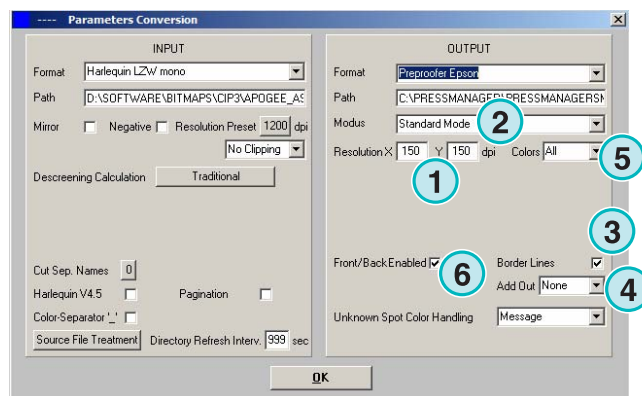 ---- Parameters Conversion
INPUT
Format Harlequin LZW mono
Path D:\SOFTWARE\BITMAPS\CIP3\APOGEE_AS
Mirror Negative Resolution Preset 1200 dpi
No Clipping
Descreening Calculation Traditional
Cut Sep. Names 0
Harlequin V4.5 Pagination
Color-Separator '_'
Source File Treatment Directory Refresh Interv. 999 sec
OUTPUT
Format Preproofer Epson
Path C:\PRESSMANAGER\PRESSMANAGERSM
Modus Standard Mode 2
Resolution X 150 Y 150 dpi Colors All 5
1
3
Front/Back Enabled 6 Border Lines
Add Out None 4
Unknown Spot Color Handling Message
OK